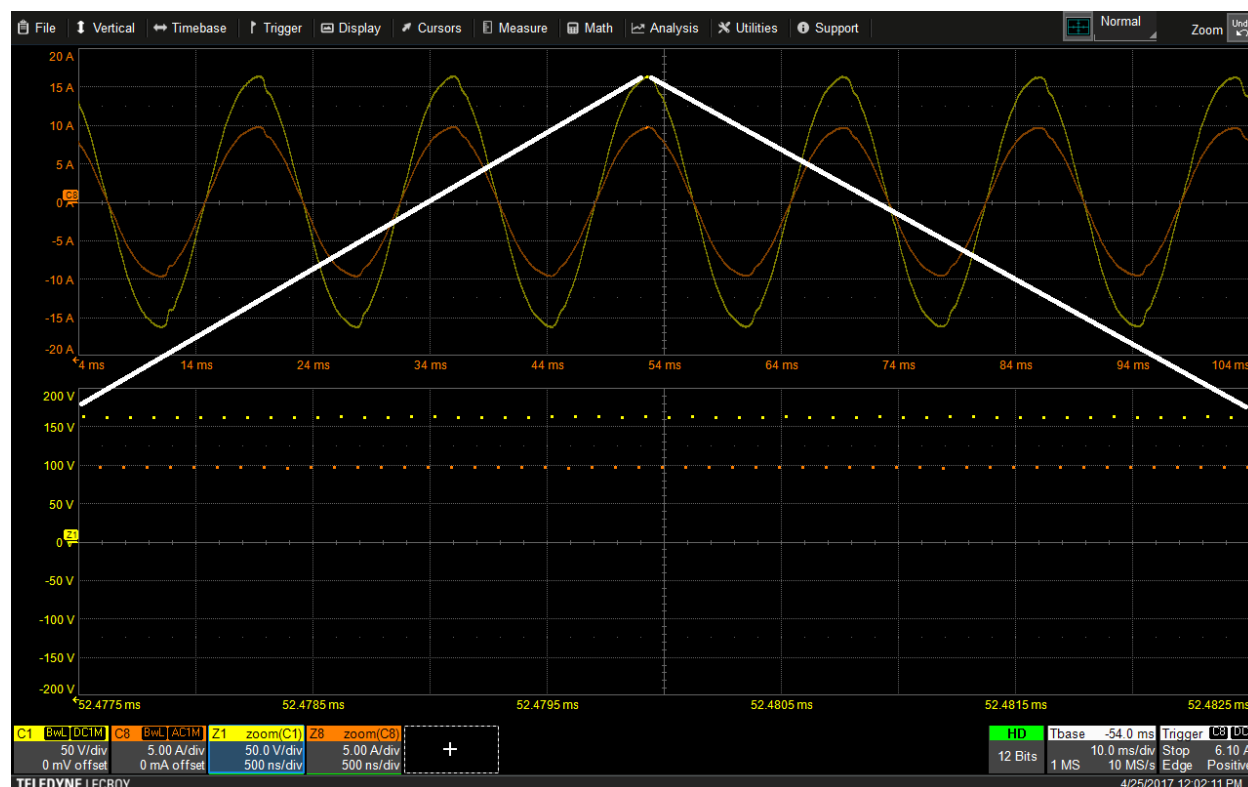 File Vertical Timebase Trigger Display Cursors Measure Math Analysis Utilities Support Normal Zoom Und
20 A
15 A
10 A
5 A
C8
0 A
-5 A
-10 A
-15 A
-20 A
4 ms 14 ms 24 ms 34 ms 44 ms 54 ms 64 ms 74 ms 84 ms 94 ms 104 ms
200 V
150 V
100 V
50 V
Z1
0 V
-50 V
-100 V
-150 V
-200 V
52.4775 ms 52.4785 ms 52.4795 ms 52.4805 ms 52.4815 ms 52.4825 ms
C1 BwL DC1M C8 BwL AC1M Z1 zoom(C1) Z8 zoom(C8) HD Tbase -54.0 ms Trigger C8 DC
50 V/div 5.00 A/div 50.0 V/div 5.00 A/div + 12 Bits 10.0 ms/div Stop 6.10 A
0 mV offset 0 mA offset 500 ns/div 500 ns/div 1 MS 10 MS/s Edge Positive
TELEDYNE LECROY 4/25/2017 12:02:11 PM